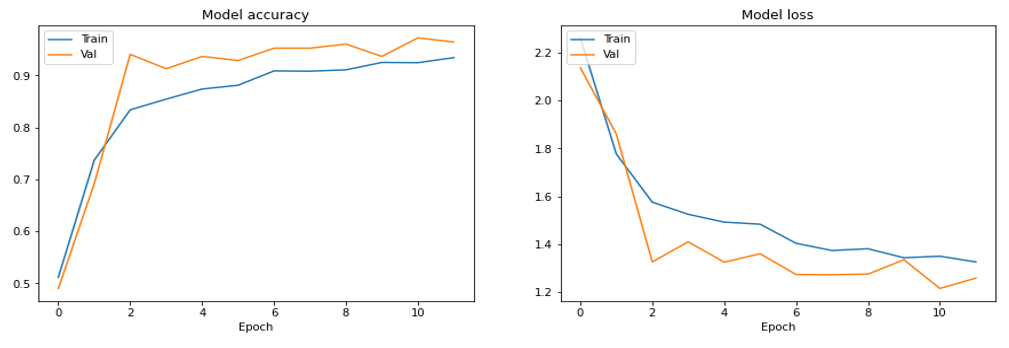 Model accuracy
Train
Val
0.9
0.8
0.7
0.6
0.5
0 2 4 6 8 10
Epoch
Model loss
Train
Val
2.2
2.0
1.8
1.6
1.4
1.2
0 2 4 6 8 10
Epoch